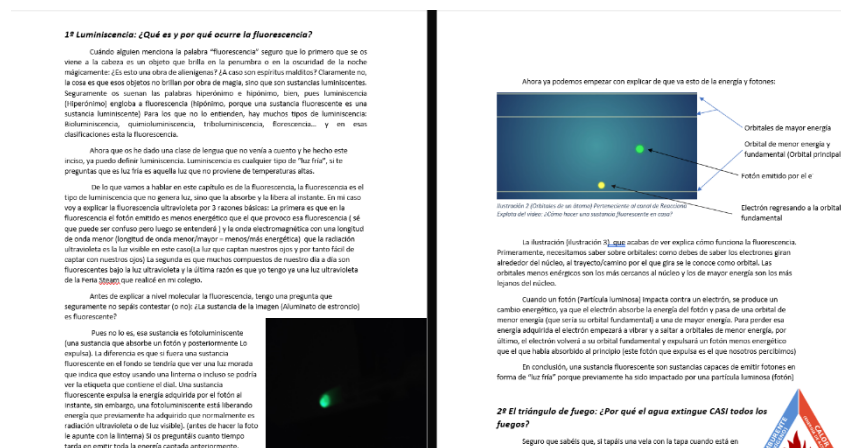 1º Luminiscencia: ¿Qué es y por qué ocurre la fluorescencia?
Cuándo alguien menciona la palabra "fluorescencia" seguro que lo primero que se os
viene a la cabeza es un objeto que brilla en la penumbra o en la oscuridad de la noche
mágicamente: ¿Es esto una obra de alienígenas? ¿A caso son espíritus malditos? Claramente no,
la cosa es que esos objetos no brillan por obra de magia, sino que son sustancias luminiscentes.
Seguramente os suenan las palabras hiperónimo e hipónimo, bien, pues luminiscencia
(Hiperónimo) engloba a fluorescencia (hipónimo, porque una sustancia fluorescente es una
sustancia luminiscente) Para los que no lo entienden, hay muchos tipos de luminiscencia:
Bioluminiscencia, quimioluminiscencia, triboluminiscencia, florescencia... y en esas
clasificaciones esta la fluorescencia.
Ahora que os he dado una clase de lengua que no venía a cuento y he hecho este
inciso, ya puedo definir luminiscencia. Luminiscencia es cualquier tipo de "luz fría", si te
preguntas que es luz fría es aquella luz que no proviene de temperaturas altas.
De lo que vamos a hablar en este capítulo es de la fluorescencia, la fluorescencia es el
tipo de luminiscencia que no genera luz, sino que la absorbe y la libera al instante. En mi caso
voy a explicar la fluorescencia ultravioleta por 3 razones básicas: La primera es que en la
fluorescencia el fotón emitido es menos energético que el que provoco esa fluorescencia ( sé
que puede ser confuso pero luego se entenderá ) y la onda electromagnética con una longitud
de onda menor (longitud de onda menor/mayor = menos/más energética) que la radiación
ultravioleta es la luz visible en este caso(La luz que captan nuestros ojos y por tanto fácil de
captar con nuestros ojos) La segunda es que muchos compuestos de nuestro día a día son
fluorescentes bajo la luz ultravioleta y la última razón es que yo tengo ya una luz ultravioleta
de la Feria Steam que realicé en mi colegio.
Antes de explicar a nivel molecular la fluorescencia, tengo una pregunta que
seguramente no sepáis contestar (o no): ¿La sustancia de la imagen (Aluminato de estroncio)
es fluorescente?
Pues no lo es, esa sustancia es fotoluminiscente
(una sustancia que absorbe un fotón y posteriormente Lo
expulsa). La diferencia es que si fuera una sustancia
fluorescente en el fondo se tendría que ver una luz morada
que indica que estoy usando una linterna o incluso se podría
ver la etiqueta que contiene el dial. Una sustancia
fluorescente expulsa la energía adquirida por el fotón al
instante, sin embargo, una fotoluminiscente está liberando
energía que previamente ha adquirido que normalmente es
radiación ultravioleta o de luz visible). (antes de hacer la foto
le apunte con la linterna) Si os preguntáis cuanto tiempo
tarda en emitir toda la energía captada anteriormente,
Ahora ya podemos empezar con explicar de que va esto de la energía y fotones:
Orbitales de mayor energía
Orbital de menor energía y
fundamental (Orbital principal
Fotón emitido por el e
Electrón regresando a la orbital
fundamental
Ilustración 2 (Orbitales de un átomo) Perteneciente al canal de Reacciona
Explota del video: ¿Cómo hacer una sustancia fluorescente en casa?
La ilustración (ilustración 3), que acabas de ver explica cómo funciona la fluorescencia.
Primeramente, necesitamos saber sobre orbitales: como debes de saber los electrones giran
alrededor del núcleo, al trayecto/camino por el que gira se le conoce como orbital. Las
orbitales menos enérgicos son los más cercanos al núcleo y los de mayor energía son los más
lejanos del núcleo.
Cuando un fotón (Partícula luminosa) impacta contra un electrón, se produce un
cambio energético, ya que el electrón absorbe la energía del fotón y pasa de una orbital de
menor energía (que sería su orbital fundamental) a una de mayor energía. Para perder esa
energía adquirida el electrón empezará a vibrar y a saltar a orbitales de menor energía, por
último, el electrón volverá a su orbital fundamental y expulsará un fotón menos energético
que el que había absorbido al principio (este fotón que expulsa es el que nosotros percibimos)
En conclusión, una sustancia fluorescente son sustancias capaces de emitir fotones en
forma de "luz fría" porque previamente ha sido impactado por una partícula luminosa (fotón)
2º El triángulo de fuego: ¿Por qué el agua extingue CASI todos los
fuegos?
Seguro que sabéis que, si tapáis una vela con la tapa cuando está en
CALOR